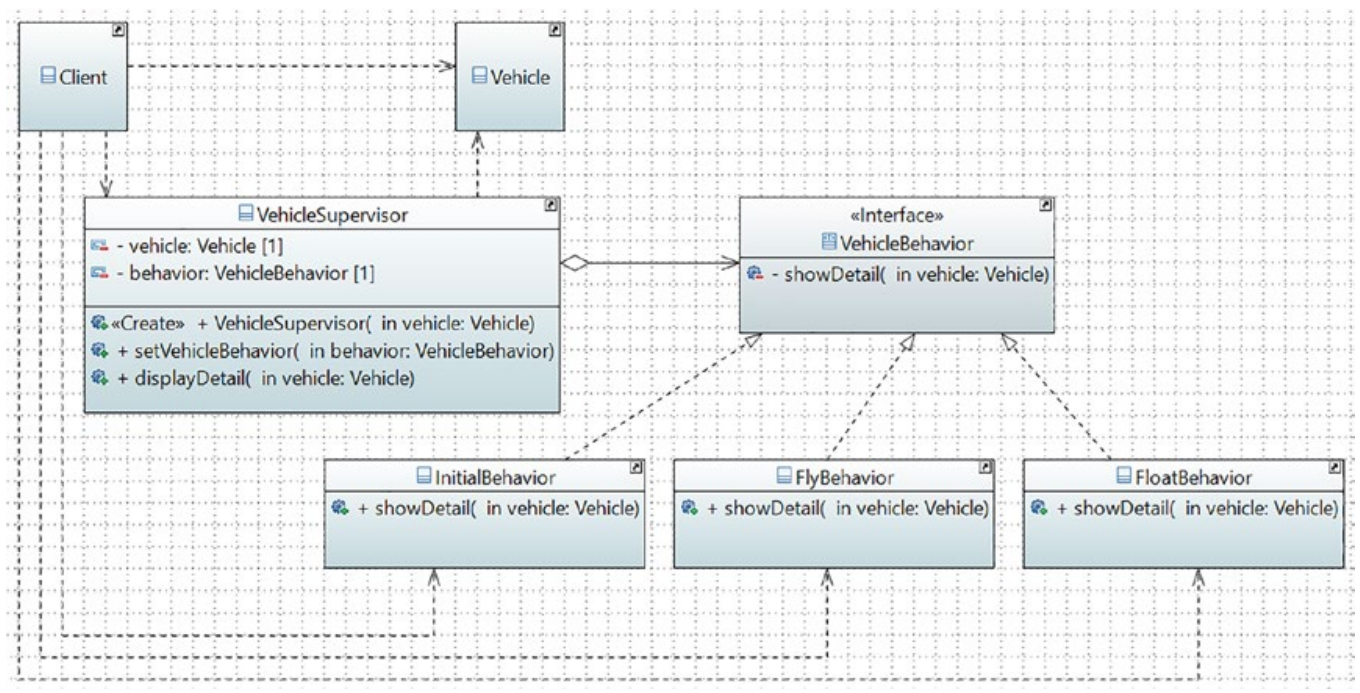 Client
Vehicle
VehicleSupervisor
- vehicle: Vehicle [1]
- behavior: VehicleBehavior [1]
«Create» + VehicleSupervisor( in vehicle: Vehicle)
+ setVehicleBehavior( in behavior: VehicleBehavior)
+ displayDetail( in vehicle: Vehicle)
«Interface»
VehicleBehavior
- showDetail( in vehicle: Vehicle)
InitialBehavior
+ showDetail( in vehicle: Vehicle)
FlyBehavior
+ showDetail( in vehicle: Vehicle)
FloatBehavior
+ showDetail( in vehicle: Vehicle)